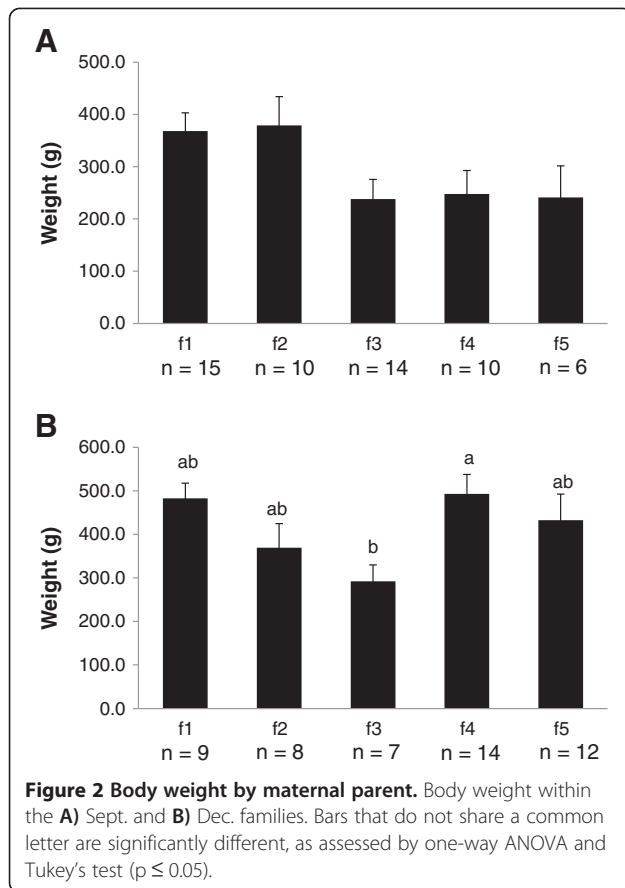 A
500.0
400.0
300.0
200.0
100.0
0.0
Weight (g)
f1 f2 f3 f4 f5
n = 15 n = 10 n = 14 n = 10 n = 6
B
600.0
500.0
400.0
300.0
200.0
100.0
0.0
Weight (g)
ab ab b a ab
f1 f2 f3 f4 f5
n = 9 n = 8 n = 7 n = 14 n = 12
Figure 2 Body weight by maternal parent. Body weight within
the A) Sept. and B) Dec. families. Bars that do not share a common
letter are significantly different, as assessed by one-way ANOVA and
Tukey’s test (p ≤ 0.05).